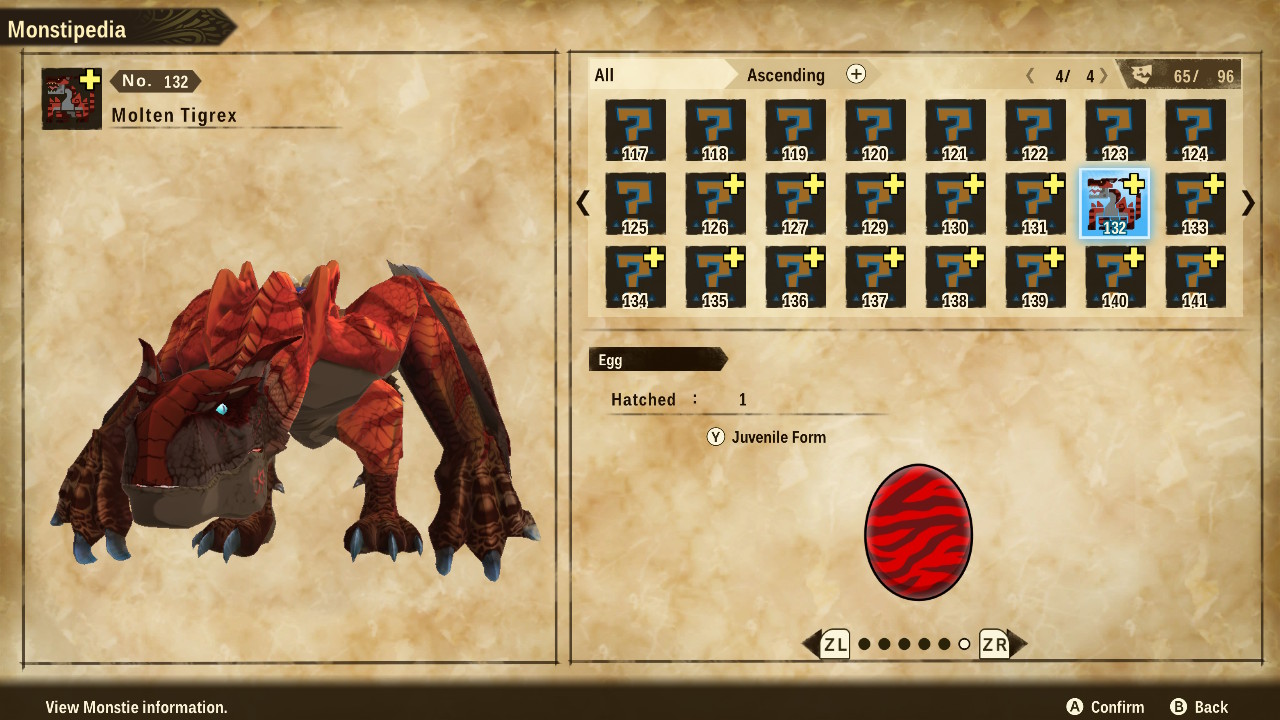 Monstipedia
No. 132
Molten Tigrex
All
Ascending
4/ 4
65/ 96
117 118 119 120 121 122 123 124
125 126 127 129 130 131 132 133
134 135 136 137 138 139 140 141
Egg
Hatched : 1
Y Juvenile Form
ZL ZR
View Monstie information.
A Confirm B Back